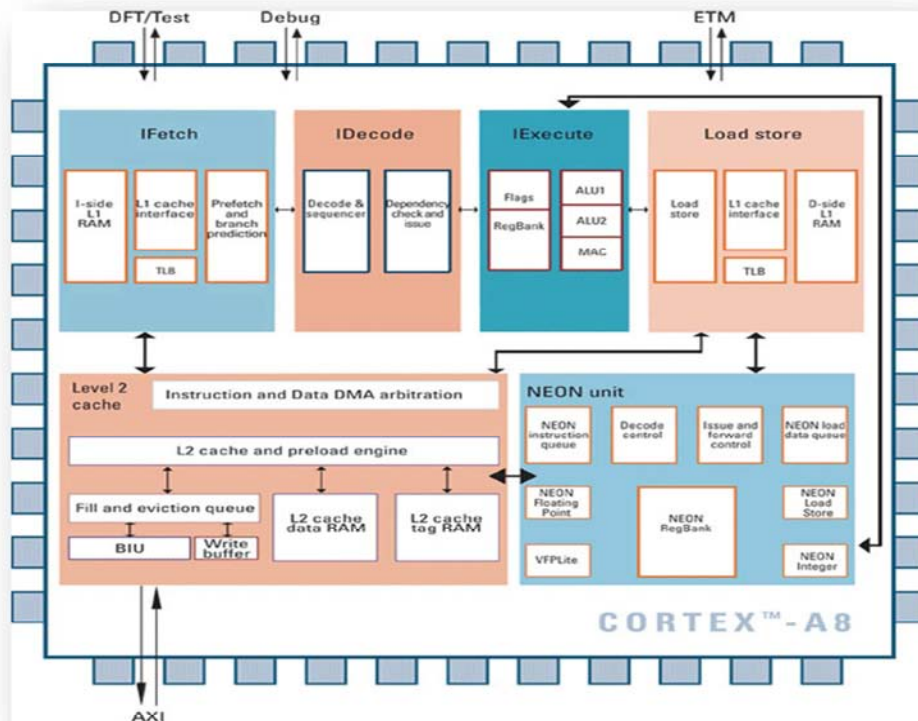 DFT/Test
Debug
ETM
IFetch
I-side
L1
RAM
L1 cache
interface
TLB
Prefetch
and
branch
prediction
IDecode
Decode &
sequencer
Dependency
check and
issue
IExecute
Flags
RegBank
ALU1
ALU2
MAC
Load store
Load
store
L1 cache
interface
TLB
D-side
L1
RAM
Level 2
cache
Instruction and Data DMA arbitration
L2 cache and preload engine
Fill and eviction queue
BIU
Write
buffer
L2 cache
data RAM
L2 cache
tag RAM
NEON unit
NEON
instruction
queue
Decode
control
Issue and
forward
control
NEON load
data queue
NEON
Floating
Point
VFPLite
NEON
RegBank
NEON
Load
Store
NEON
Integer
CORTEX™-A8
AXI